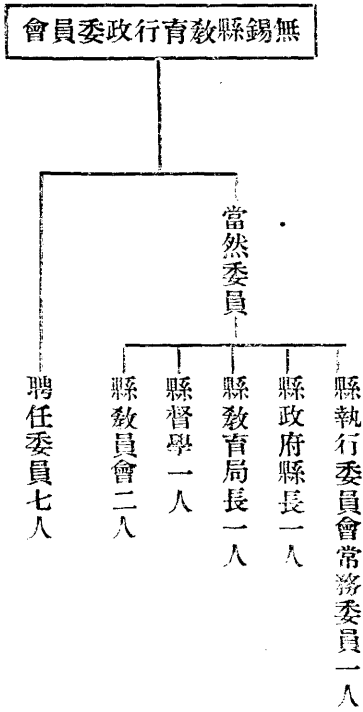 無錫縣教育行政委員會
當然委員
縣執行委員會常務委員一人
縣政府縣長一人
縣教育局長一人
縣督學一人
縣教員會二人
聘任委員七人